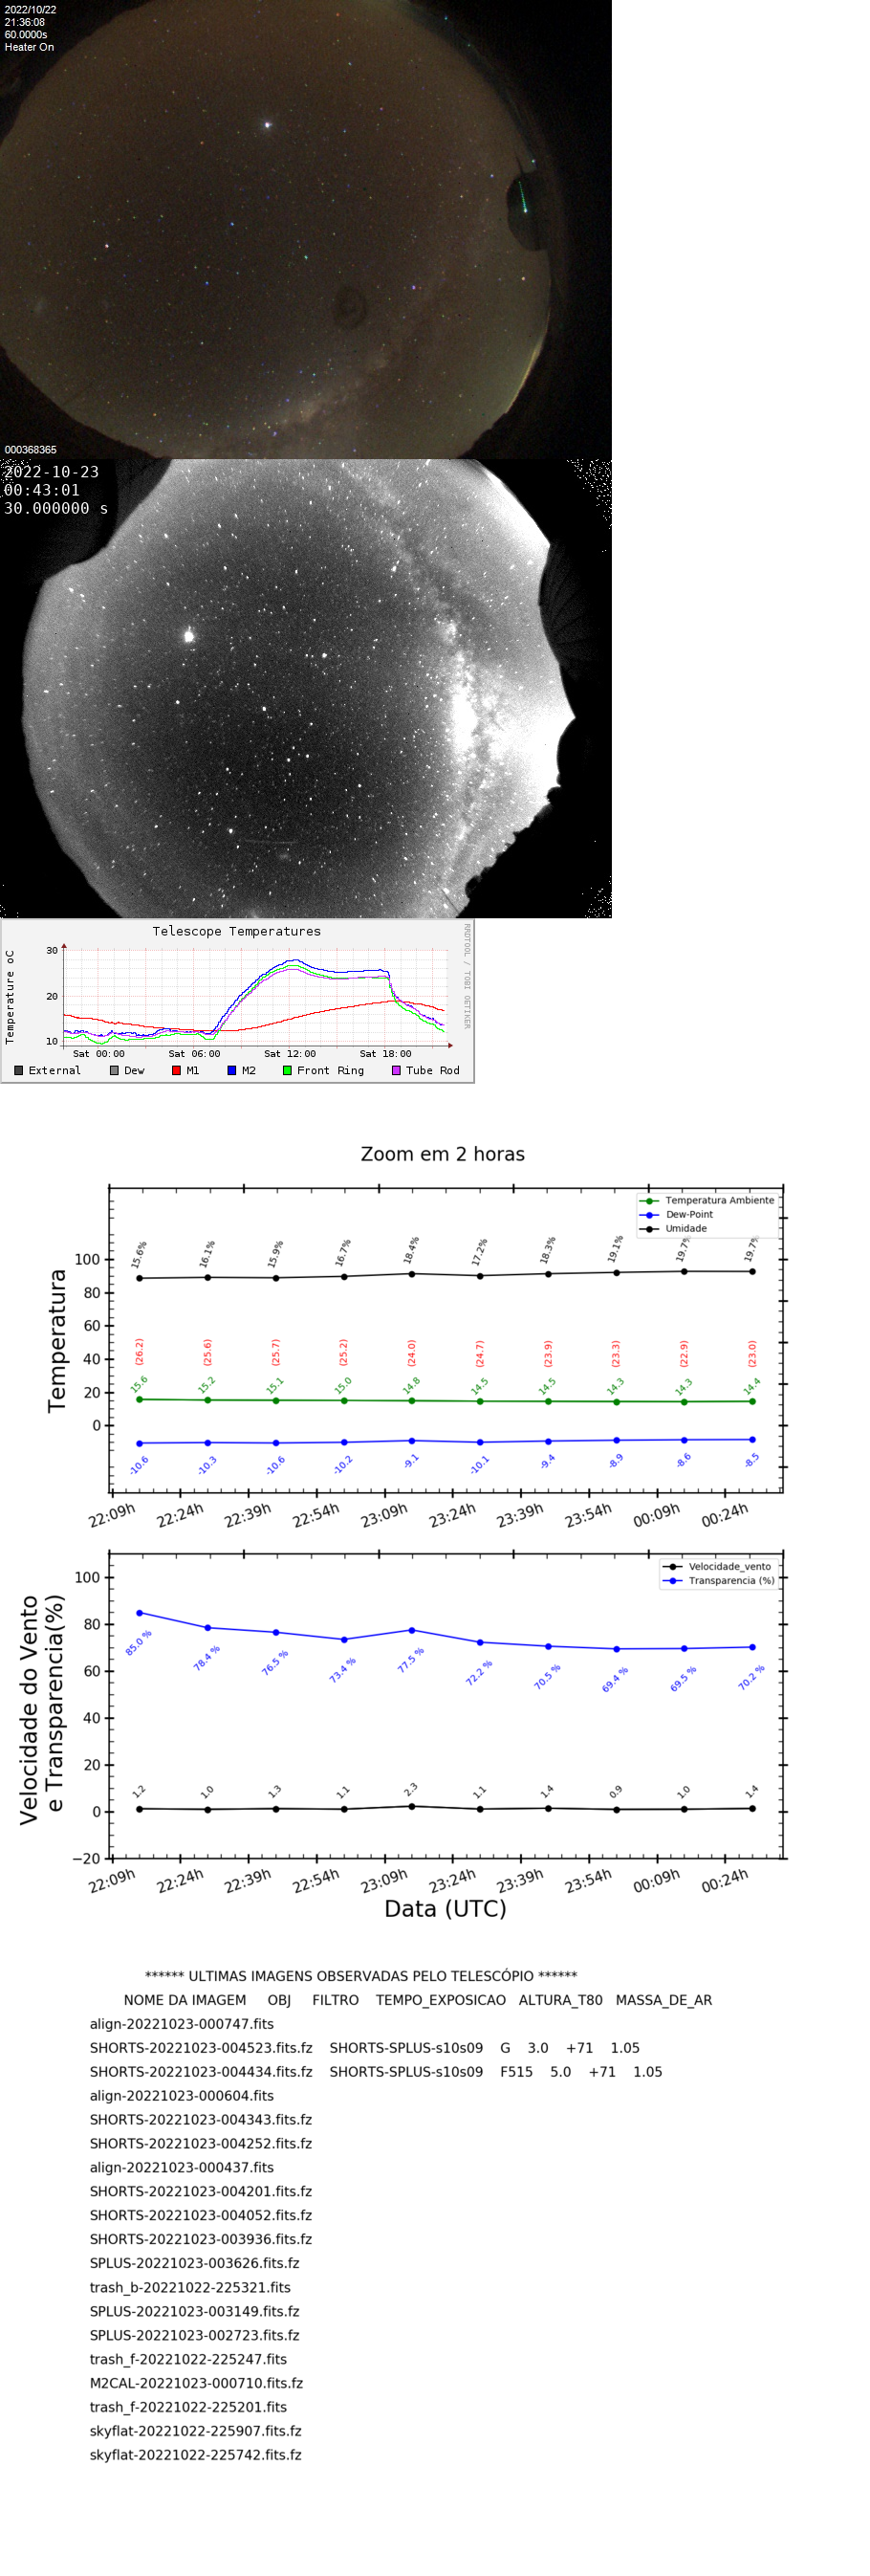 2022/10/22
21:36:08
60.0000s
Heater On
000368365
2022-10-23
00:43:01
30.000000 s
Telescope Temperatures
RRDTOOL / TOBI OETIKER
Temperature oC
30
20
10
Sat 00:00 Sat 06:00 Sat 12:00 Sat 18:00
External Dew M1 M2 Front Ring Tube Rod
Zoom em 2 horas
Temperatura Ambiente
Dew-Point
Umidade
Temperatura
100
80
60
40
20
0
15.6% 16.1% 15.9% 16.7% 18.4% 17.2% 18.3% 19.1% 19.7% 19.7%
(26.2) (25.6) (25.7) (25.2) (24.0) (24.7) (23.9) (23.3) (22.9) (23.0)
15.6 15.2 15.1 15.0 14.8 14.5 14.5 14.3 14.3 14.4
-10.6 -10.3 -10.6 -10.2 -9.1 -10.1 -9.4 -8.9 -8.6 -8.5
22:09h 22:24h 22:39h 22:54h 23:09h 23:24h 23:39h 23:54h 00:09h 00:24h
Velocidade_vento
Transparencia (%)
Velocidade do Vento
e Transparencia(%)
100
80
60
40
20
0
−20
85.0 % 78.4 % 76.5 % 73.4 % 77.5 % 72.2 % 70.5 % 69.4 % 69.5 % 70.2 %
1.2 1.0 1.3 1.1 2.3 1.1 1.4 0.9 1.0 1.4
22:09h 22:24h 22:39h 22:54h 23:09h 23:24h 23:39h 23:54h 00:09h 00:24h
Data (UTC)
****** ULTIMAS IMAGENS OBSERVADAS PELO TELESCÓPIO ******
NOME DA IMAGEM OBJ FILTRO TEMPO_EXPOSICAO ALTURA_T80 MASSA_DE_AR
align-20221023-000747.fits
SHORTS-20221023-004523.fits.fz SHORTS-SPLUS-s10s09 G 3.0 +71 1.05
SHORTS-20221023-004434.fits.fz SHORTS-SPLUS-s10s09 F515 5.0 +71 1.05
align-20221023-000604.fits
SHORTS-20221023-004343.fits.fz
SHORTS-20221023-004252.fits.fz
align-20221023-000437.fits
SHORTS-20221023-004201.fits.fz
SHORTS-20221023-004052.fits.fz
SHORTS-20221023-003936.fits.fz
SPLUS-20221023-003626.fits.fz
trash_b-20221022-225321.fits
SPLUS-20221023-003149.fits.fz
SPLUS-20221023-002723.fits.fz
trash_f-20221022-225247.fits
M2CAL-20221023-000710.fits.fz
trash_f-20221022-225201.fits
skyflat-20221022-225907.fits.fz
skyflat-20221022-225742.fits.fz